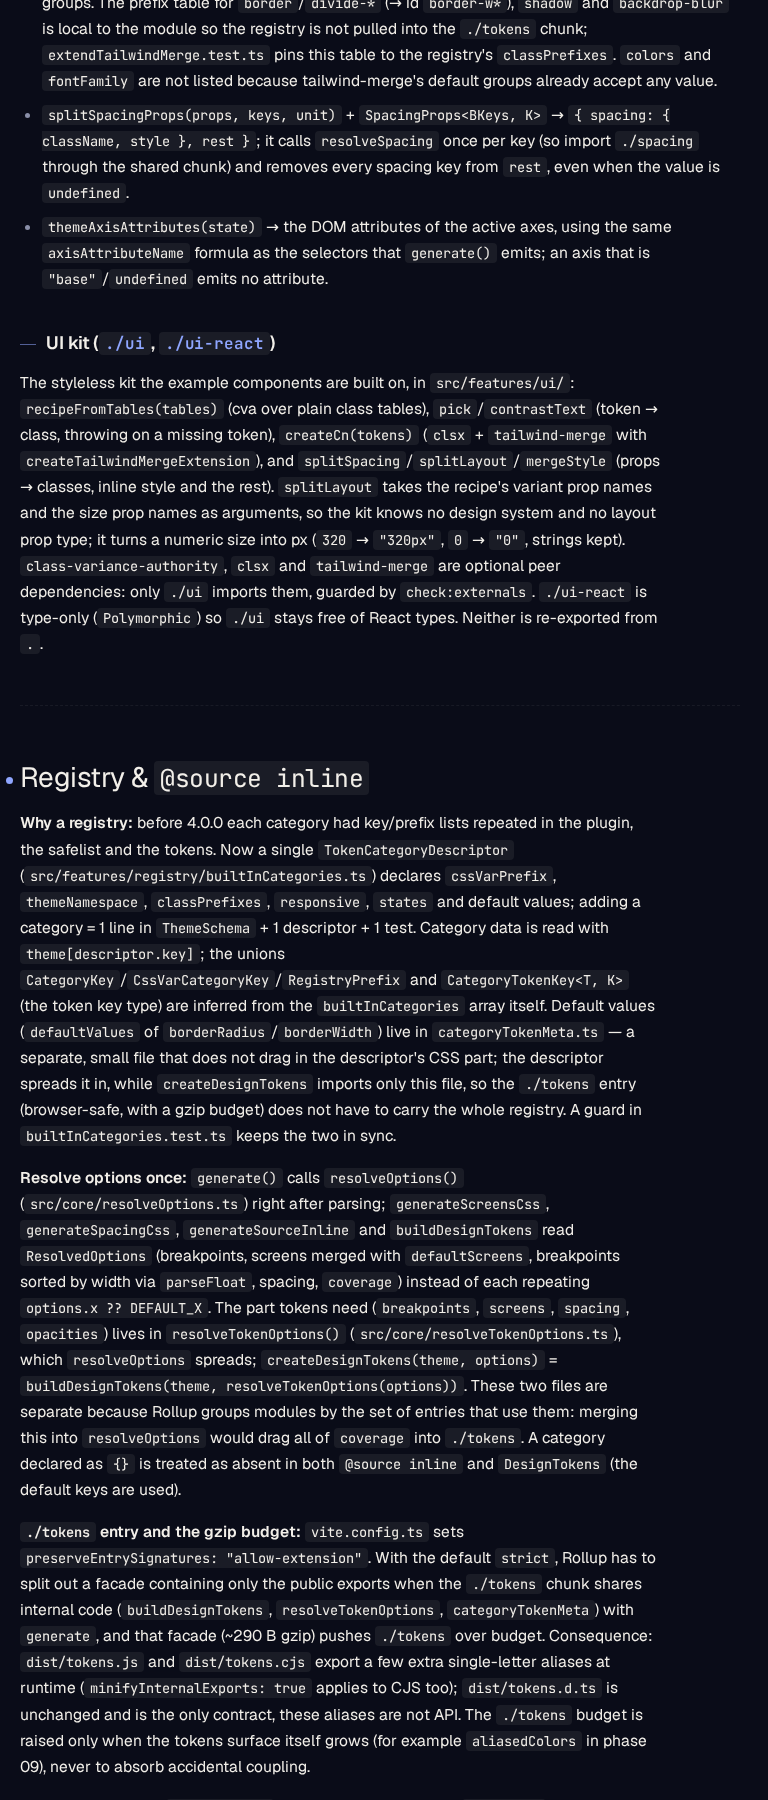 groups. The prefix table for border / divide-* (→ id border-w*), shadow and backdrop-blur
is local to the module so the registry is not pulled into the ./tokens chunk;
extendTailwindMerge.test.ts pins this table to the registry's classPrefixes. colors and
fontFamily are not listed because tailwind-merge's default groups already accept any value.
• splitSpacingProps(props, keys, unit) + SpacingProps<BKeys, K> → { spacing: {
className, style }, rest }; it calls resolveSpacing once per key (so import ./spacing
through the shared chunk) and removes every spacing key from rest, even when the value is
undefined.
• themeAxisAttributes(state) → the DOM attributes of the active axes, using the same
axisAttributeName formula as the selectors that generate() emits; an axis that is
"base"/undefined emits no attribute.
— UI kit (./ui, ./ui-react)
The styleless kit the example components are built on, in src/features/ui/:
recipeFromTables(tables) (cva over plain class tables), pick/contrastText (token →
class, throwing on a missing token), createCn(tokens) (clsx + tailwind-merge with
createTailwindMergeExtension), and splitSpacing/splitLayout/mergeStyle (props
→ classes, inline style and the rest). splitLayout takes the recipe's variant prop names
and the size prop names as arguments, so the kit knows no design system and no layout
prop type; it turns a numeric size into px (320 → "320px", 0 → "0", strings kept).
class-variance-authority, clsx and tailwind-merge are optional peer
dependencies: only ./ui imports them, guarded by check:externals. ./ui-react is
type-only (Polymorphic) so ./ui stays free of React types. Neither is re-exported from
. .
Registry & @source inline
Why a registry: before 4.0.0 each category had key/prefix lists repeated in the plugin,
the safelist and the tokens. Now a single TokenCategoryDescriptor
(src/features/registry/builtInCategories.ts) declares cssVarPrefix,
themeNamespace, classPrefixes, responsive, states and default values; adding a
category = 1 line in ThemeSchema + 1 descriptor + 1 test. Category data is read with
theme[descriptor.key]; the unions
CategoryKey/CssVarCategoryKey/RegistryPrefix and CategoryTokenKey<T, K>
(the token key type) are inferred from the builtInCategories array itself. Default values
(defaultValues of borderRadius/borderWidth) live in categoryTokenMeta.ts — a
separate, small file that does not drag in the descriptor's CSS part; the descriptor
spreads it in, while createDesignTokens imports only this file, so the ./tokens entry
(browser-safe, with a gzip budget) does not have to carry the whole registry. A guard in
builtInCategories.test.ts keeps the two in sync.
Resolve options once: generate() calls resolveOptions()
(src/core/resolveOptions.ts) right after parsing; generateScreensCss,
generateSpacingCss, generateSourceInline and buildDesignTokens read
ResolvedOptions (breakpoints, screens merged with defaultScreens, breakpoints
sorted by width via parseFloat, spacing, coverage) instead of each repeating
options.x ?? DEFAULT_X. The part tokens need (breakpoints, screens, spacing,
opacities) lives in resolveTokenOptions() (src/core/resolveTokenOptions.ts),
which resolveOptions spreads; createDesignTokens(theme, options) =
buildDesignTokens(theme, resolveTokenOptions(options)). These two files are
separate because Rollup groups modules by the set of entries that use them: merging
this into resolveOptions would drag all of coverage into ./tokens. A category
declared as {} is treated as absent in both @source inline and DesignTokens (the
default keys are used).
./tokens entry and the gzip budget: vite.config.ts sets
preserveEntrySignatures: "allow-extension". With the default strict, Rollup has to
split out a facade containing only the public exports when the ./tokens chunk shares
internal code (buildDesignTokens, resolveTokenOptions, categoryTokenMeta) with
generate, and that facade (~290 B gzip) pushes ./tokens over budget. Consequence:
dist/tokens.js and dist/tokens.cjs export a few extra single-letter aliases at
runtime (minifyInternalExports: true applies to CJS too); dist/tokens.d.ts is
unchanged and is the only contract, these aliases are not API. The ./tokens budget is
raised only when the tokens surface itself grows (for example aliasedColors in phase
09), never to absorb accidental coupling.